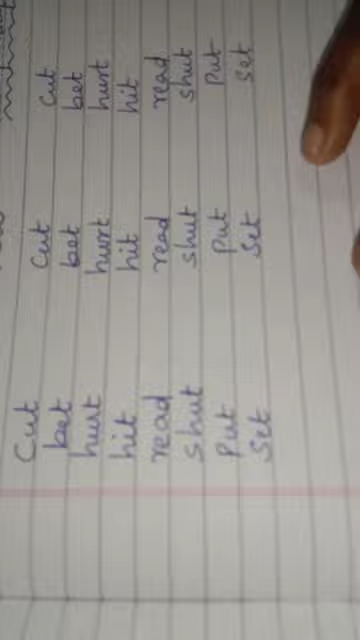 Cut cut cut
bet bet bet
hurt hurt hurt
hit hit hit
read read read
shut shut shut
Put Put Put
Set Set Set